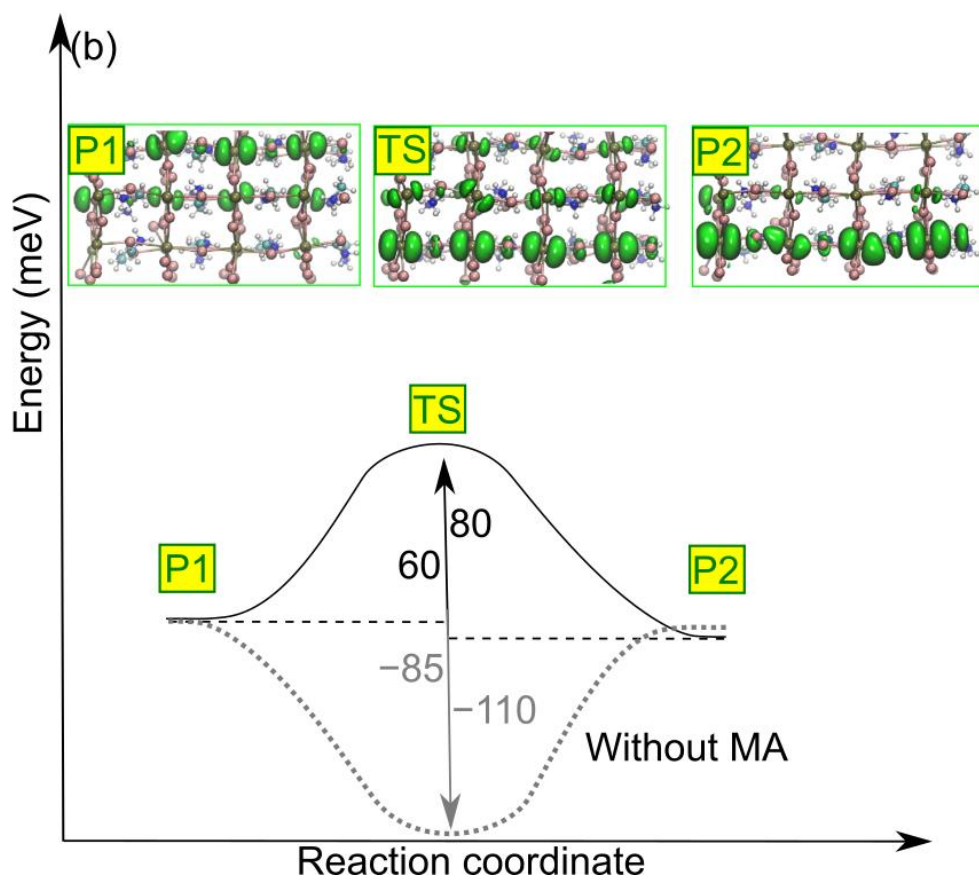 (b)
P1
TS
P2
Energy (meV)
TS
80
60
P1
P2
−85
−110
Without MA
Reaction coordinate